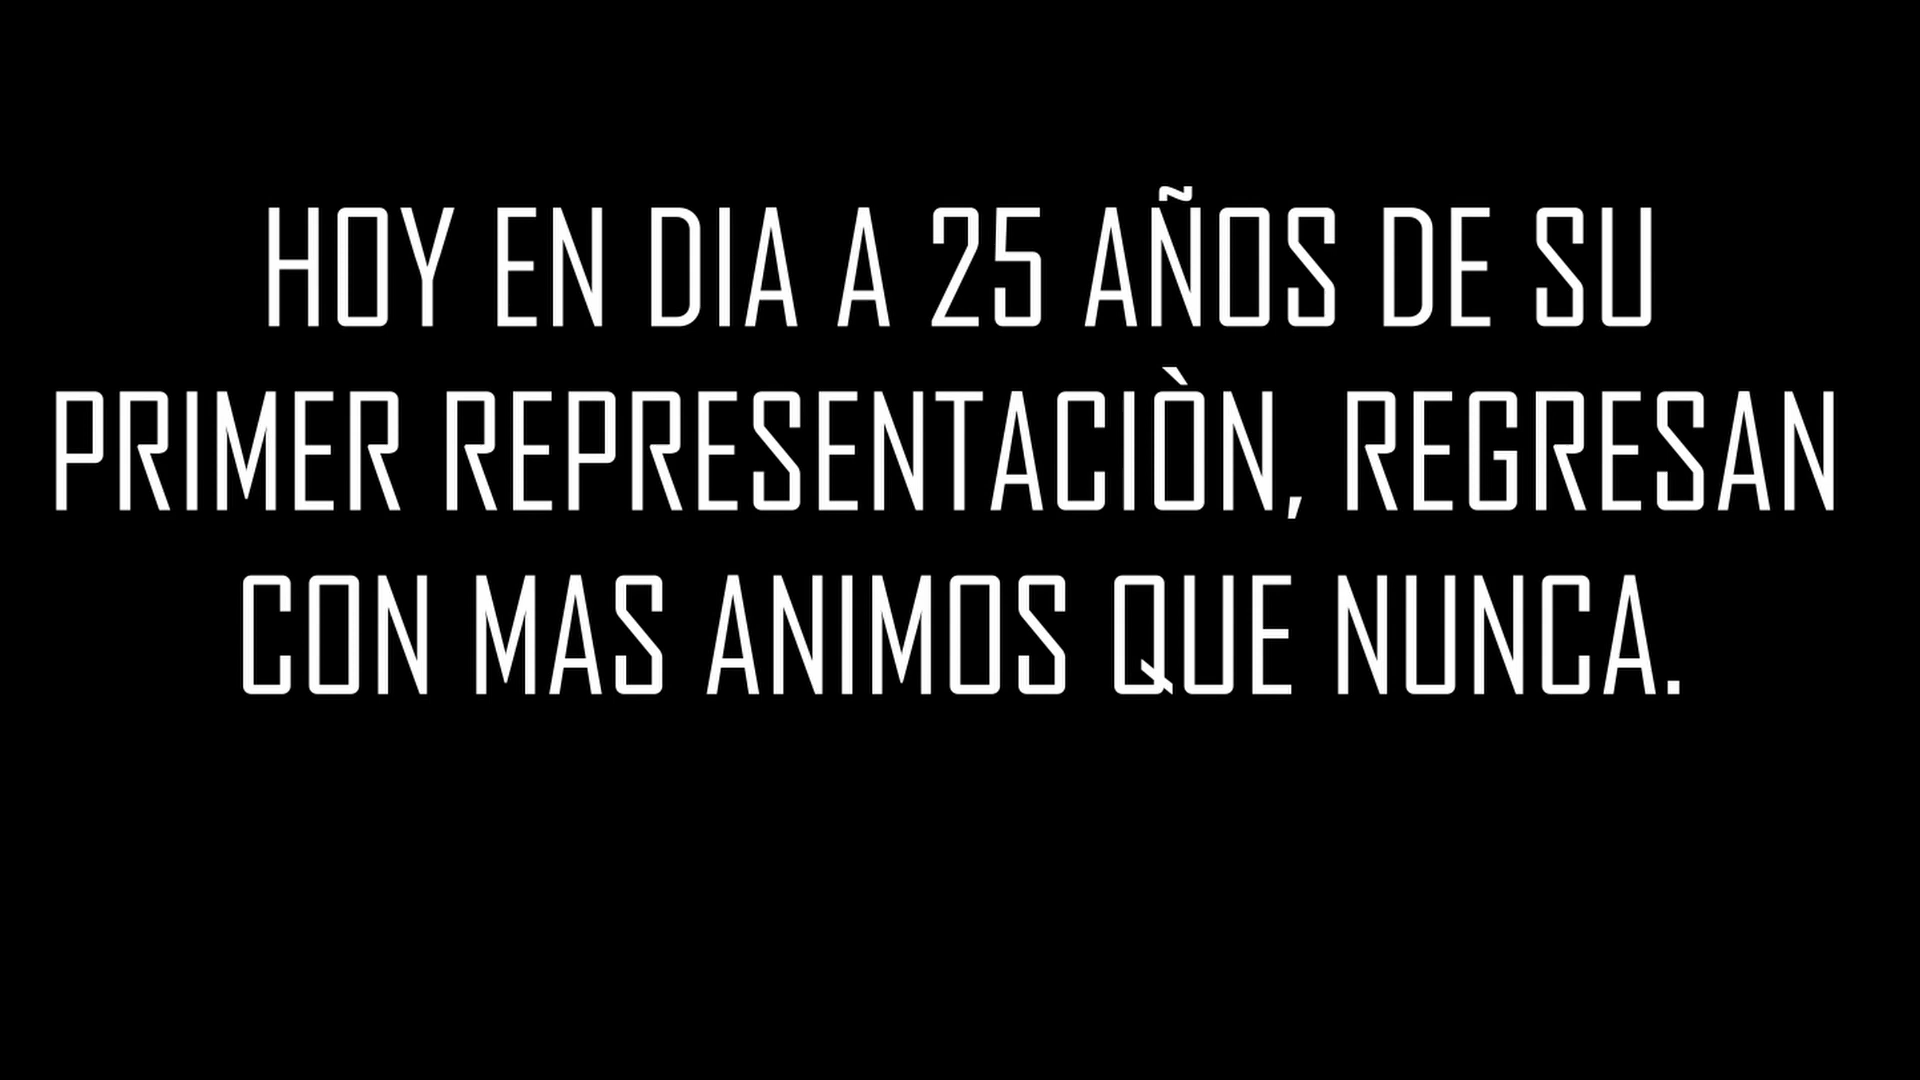 HOY EN DIA A 25 AÑOS DE SU
PRIMER REPRESENTACIÒN, REGRESAN
CON MAS ANIMOS QUE NUNCA.